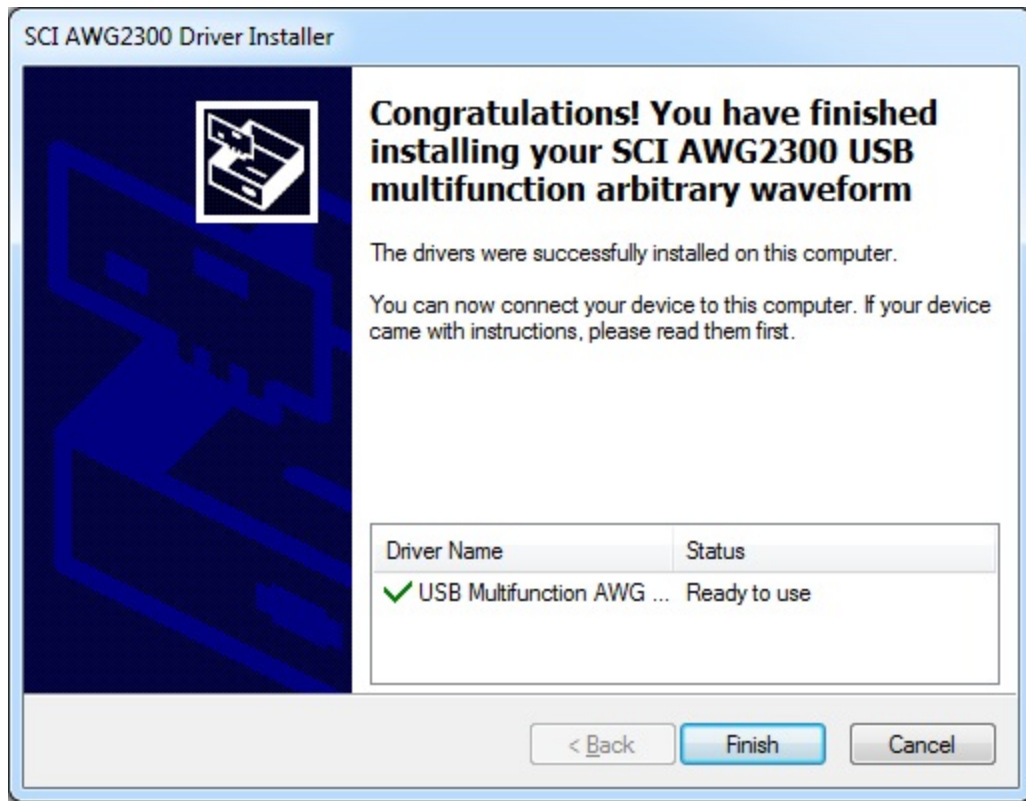 SCI AWG2300 Driver Installer
Congratulations! You have finished
installing your SCI AWG2300 USB
multifunction arbitrary waveform
The drivers were successfully installed on this computer.
You can now connect your device to this computer. If your device
came with instructions, please read them first.
Driver Name Status
USB Multifunction AWG ... Ready to use
< Back Finish Cancel